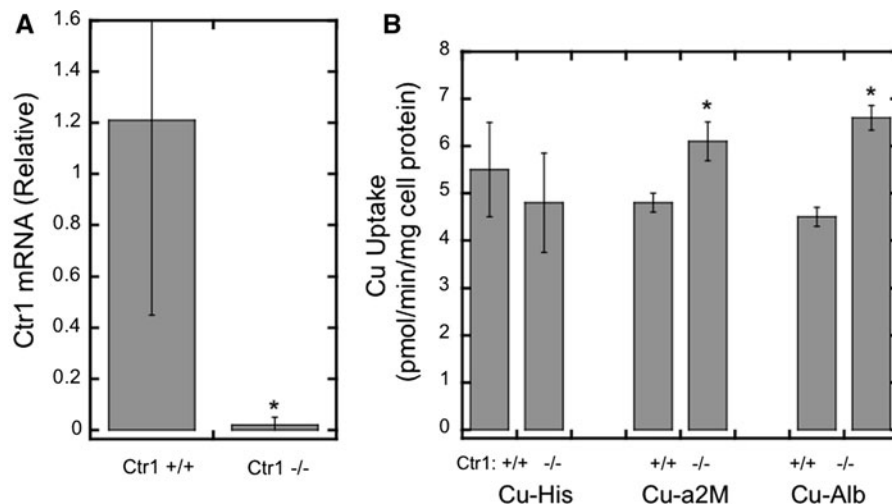 A
Ctr1 mRNA (Relative)
1.6
1.4
1.2
1
0.8
0.6
0.4
0.2
0
*
Ctr1 +/+ Ctr1 -/-
B
Cu Uptake
(pmol/min/mg cell protein)
8
7
6
5
4
3
2
1
0
* *
Ctr1: +/+ -/- +/+ -/- +/+ -/-
Cu-His Cu-a2M Cu-Alb